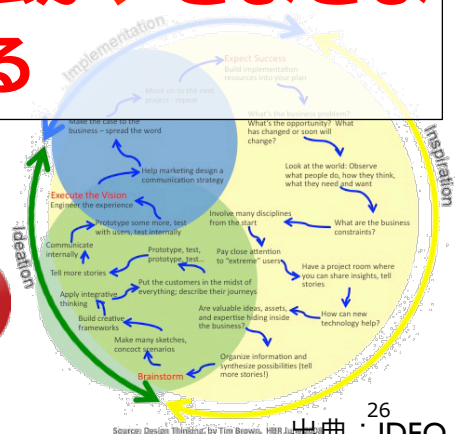 る
Implementation
Expect Success
Build implementation
resources into your plan
Move on to the next
project - repeat
What's the business problem?
What's the opportunity? What
has changed or soon will
change?
Make the case to the
business – spread the word
Inspiration
Look at the world: Observe
what people do, how they think,
what they need and want
Help marketing design a
communication strategy
Execute the Vision
Engineer the experience
Involve many disciplines
from the start
What are the business
constraints?
Prototype some more, test
with users, test internally
Ideation
Communicate
internally
Prototype, test,
prototype, test...
Pay close attention
to "extreme" users
Have a project room where
you can share insights, tell
stories
Tell more stories
Put the customers in the midst of
everything; describe their journeys
Apply integrative
thinking
Are valuable ideas, assets,
and expertise hiding inside
the business?
How can new
technology help?
Build creative
frameworks
Make many sketches,
concoct scenarios
Organize information and
synthesize possibilities (tell
more stories!)
Brainstorm
26
出典：IDEO
Source: Design Thinking, by Tim Brown, HBR